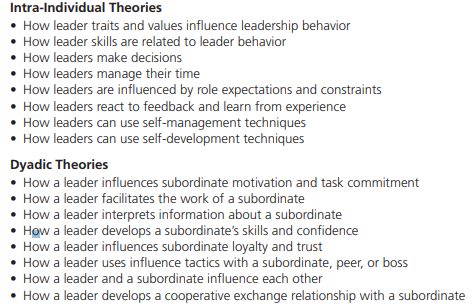 Intra-Individual Theories
• How leader traits and values influence leadership behavior
• How leader skills are related to leader behavior
• How leaders make decisions
• How leaders manage their time
• How leaders are influenced by role expectations and constraints
• How leaders react to feedback and learn from experience
• How leaders can use self-management techniques
• How leaders can use self-development techniques
Dyadic Theories
• How a leader influences subordinate motivation and task commitment
• How a leader facilitates the work of a subordinate
• How a leader interprets information about a subordinate
• How a leader develops a subordinate's skills and confidence
• How a leader influences subordinate loyalty and trust
• How a leader uses influence tactics with a subordinate, peer, or boss
• How a leader and a subordinate influence each other
• How a leader develops a cooperative exchange relationship with a subordinate